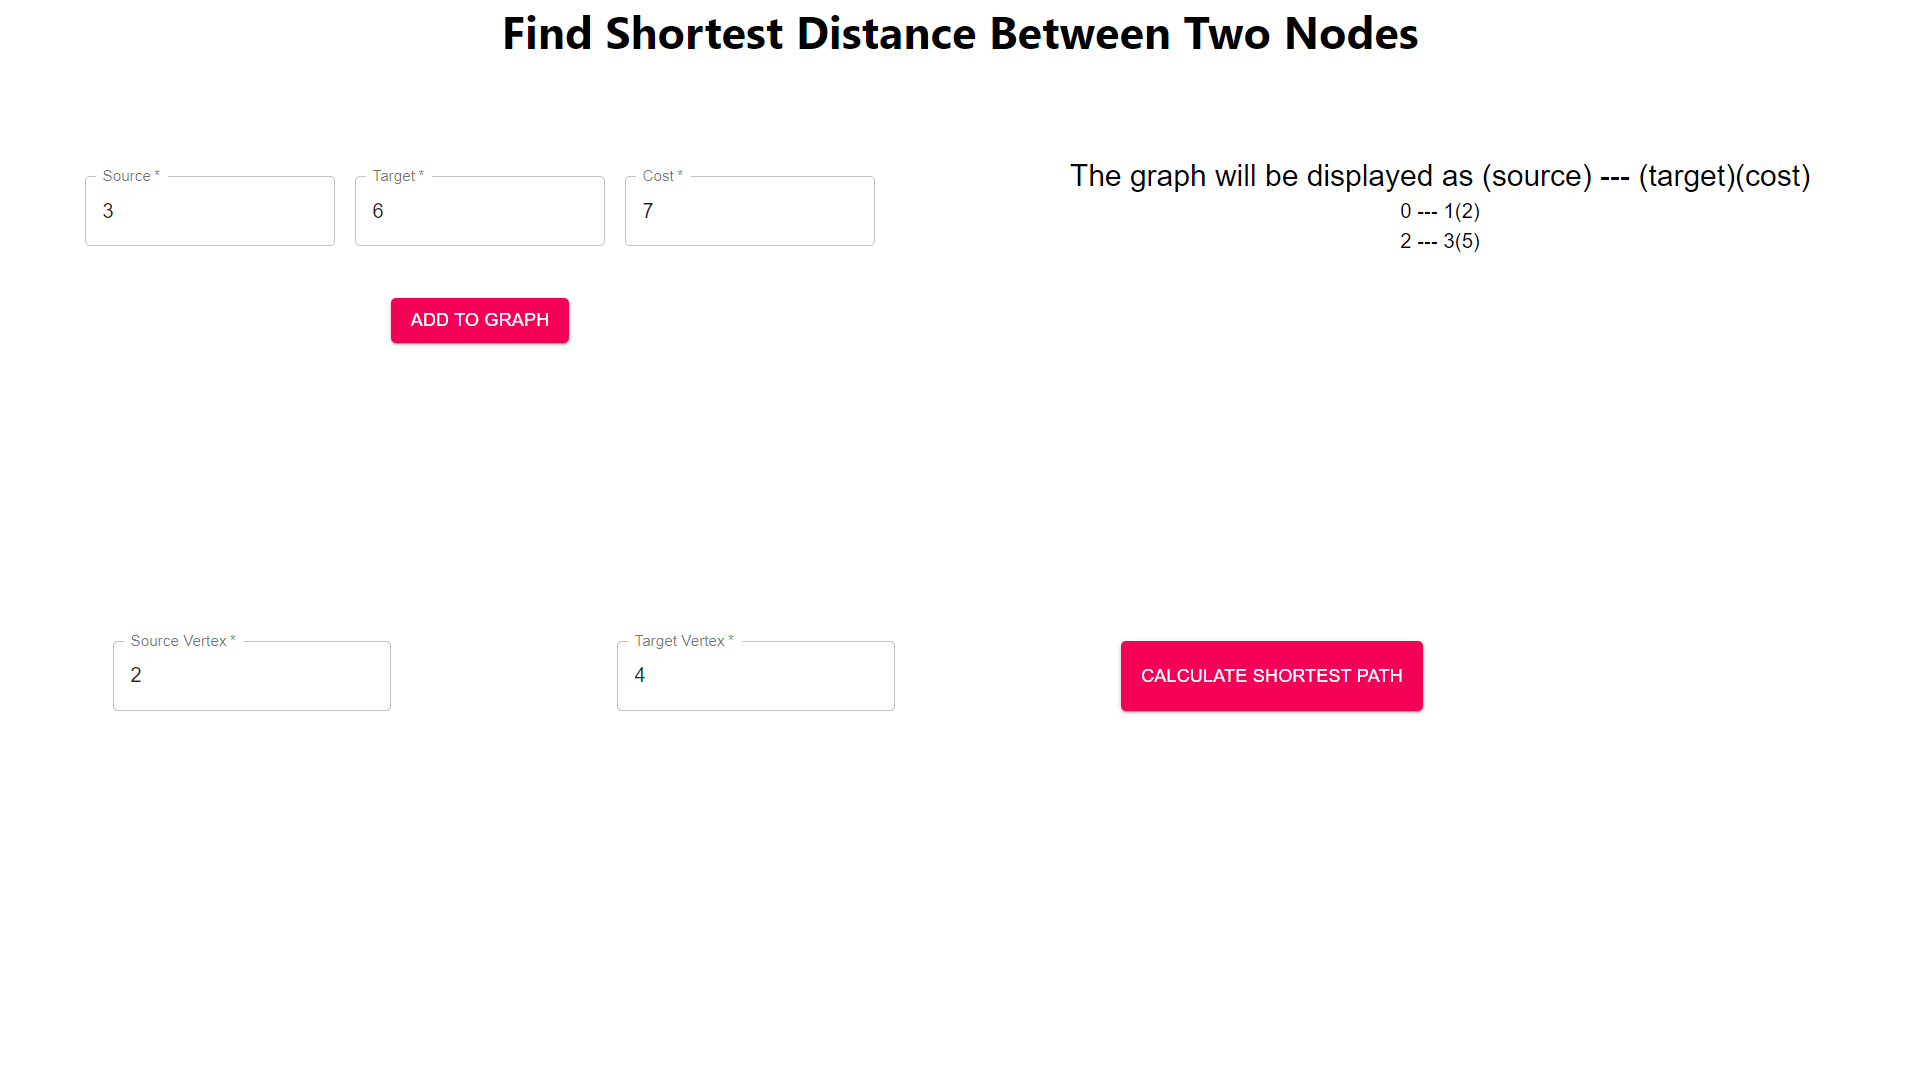 Find Shortest Distance Between Two Nodes
Source *
3
Target *
6
Cost *
7
ADD TO GRAPH
The graph will be displayed as (source) --- (target)(cost)
0 --- 1(2)
2 --- 3(5)
Source Vertex *
2
Target Vertex *
4
CALCULATE SHORTEST PATH